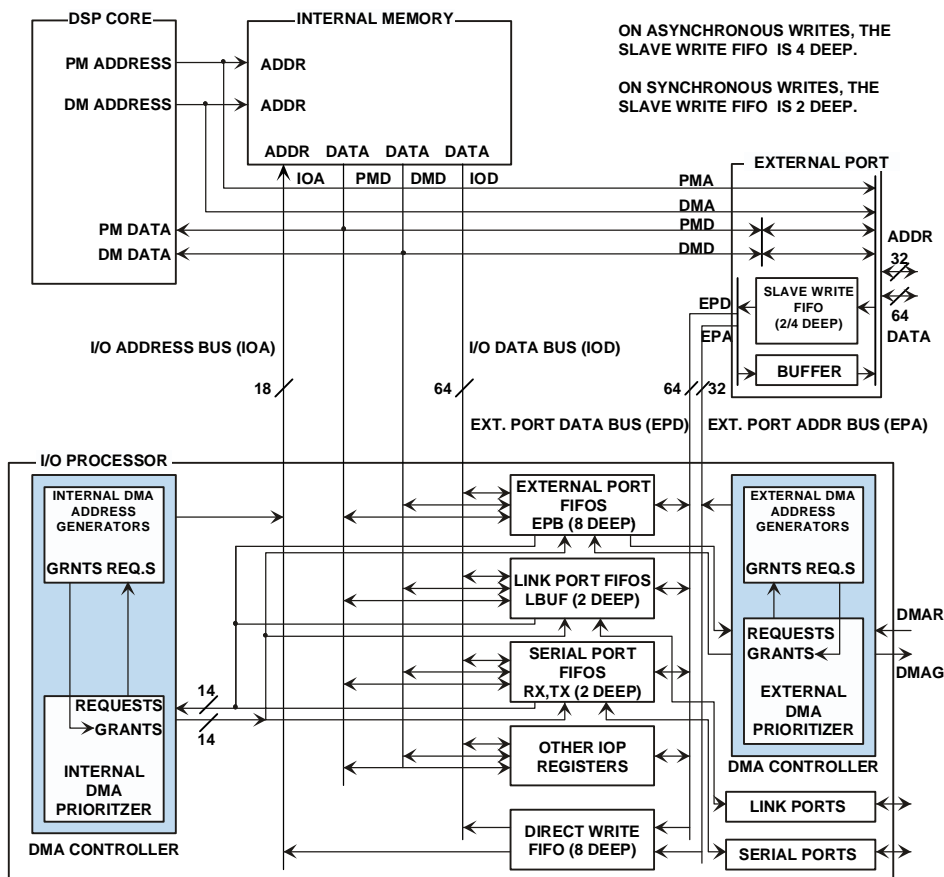 DSP CORE
INTERNAL MEMORY
ON ASYNCHRONOUS WRITES, THE
SLAVE WRITE FIFO IS 4 DEEP.
ON SYNCHRONOUS WRITES, THE
SLAVE WRITE FIFO IS 2 DEEP.
PM ADDRESS
ADDR
DM ADDRESS
ADDR
ADDR DATA DATA DATA
IOA PMD DMD IOD
EXTERNAL PORT
PMA
DMA
PM DATA
PMD
DM DATA
DMD
ADDR
32
64
DATA
EPD
EPA
SLAVE WRITE
FIFO
(2/4 DEEP)
BUFFER
I/O ADDRESS BUS (IOA)
I/O DATA BUS (IOD)
18
64
64
32
EXT. PORT DATA BUS (EPD)
EXT. PORT ADDR BUS (EPA)
I/O PROCESSOR
INTERNAL DMA
ADDRESS
GENERATORS
GRNTS REQ.S
REQUESTS
GRANTS
14
14
INTERNAL
DMA
PRIORITZER
DMA CONTROLLER
EXTERNAL PORT
FIFOS
EPB (8 DEEP)
LINK PORT FIFOS
LBUF (2 DEEP)
SERIAL PORT
FIFOS
RX,TX (2 DEEP)
OTHER IOP
REGISTERS
DIRECT WRITE
FIFO (8 DEEP)
EXTERNAL DMA
ADDRESS
GENERATORS
GRNTS REQ.S
REQUESTS
GRANTS
EXTERNAL
DMA
PRIORITIZER
DMA CONTROLLER
DMAR
DMAG
LINK PORTS
SERIAL PORTS